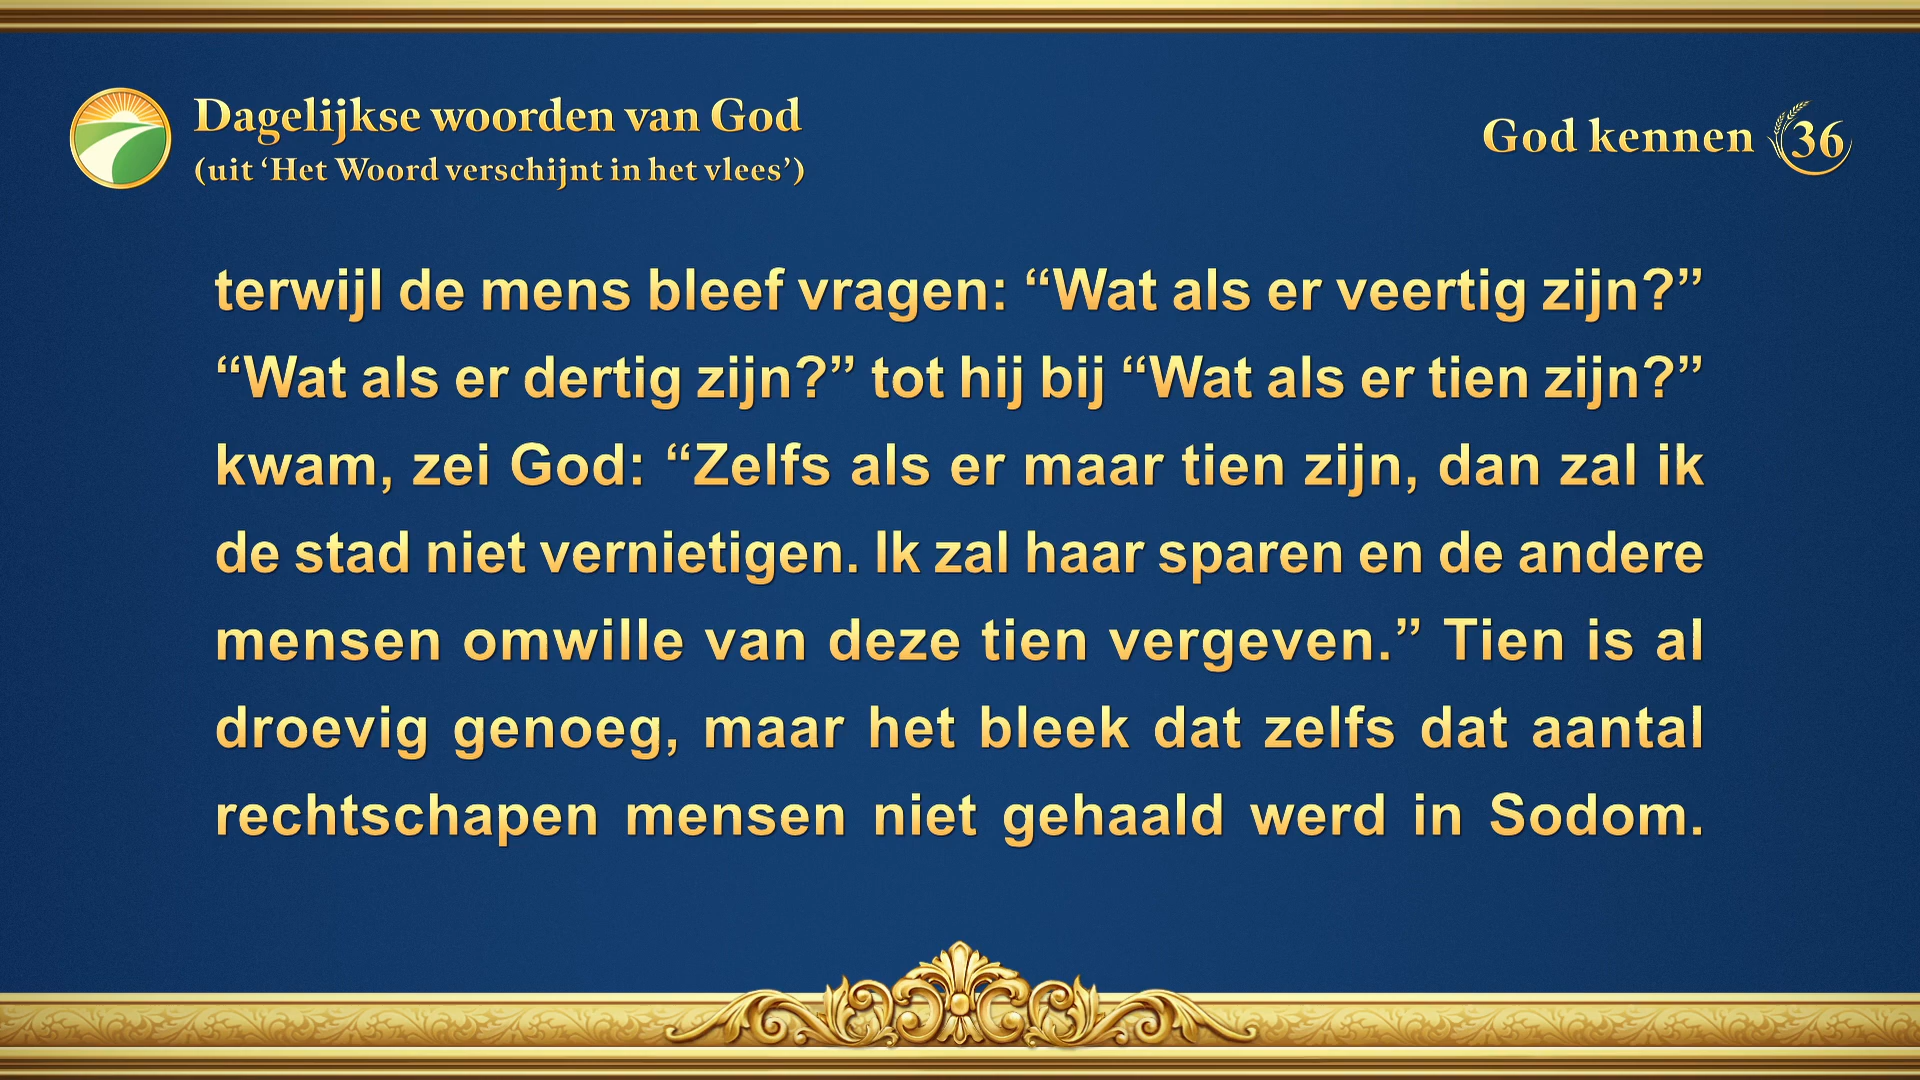 Dagelijkse woorden van God
(uit ‘Het Woord verschijnt in het vlees’)
God kennen 36
terwijl de mens bleef vragen: “Wat als er veertig zijn?”
“Wat als er dertig zijn?” tot hij bij “Wat als er tien zijn?”
kwam, zei God: “Zelfs als er maar tien zijn, dan zal ik
de stad niet vernietigen. Ik zal haar sparen en de andere
mensen omwille van deze tien vergeven.” Tien is al
droevig genoeg, maar het bleek dat zelfs dat aantal
rechtschapen mensen niet gehaald werd in Sodom.